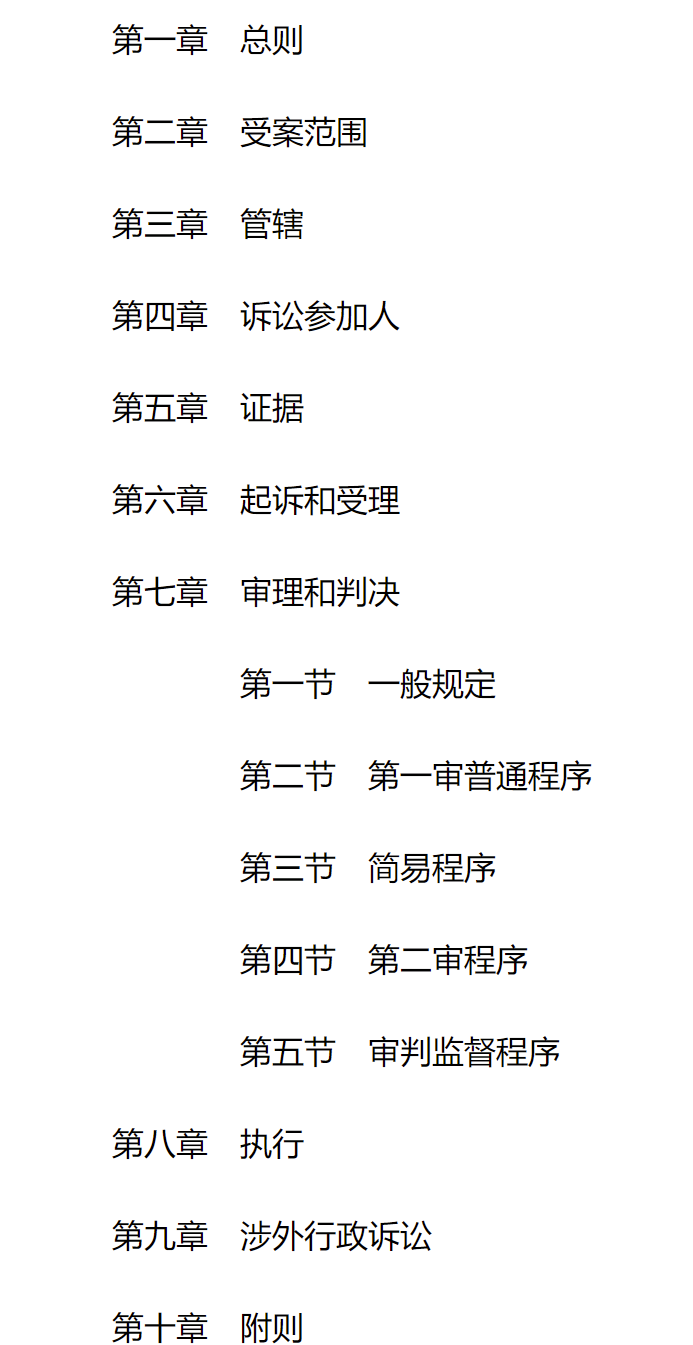 第一章　总则
第二章　受案范围
第三章　管辖
第四章　诉讼参加人
第五章　证据
第六章　起诉和受理
第七章　审理和判决
第一节　一般规定
第二节　第一审普通程序
第三节　简易程序
第四节　第二审程序
第五节　审判监督程序
第八章　执行
第九章　涉外行政诉讼
第十章　附则